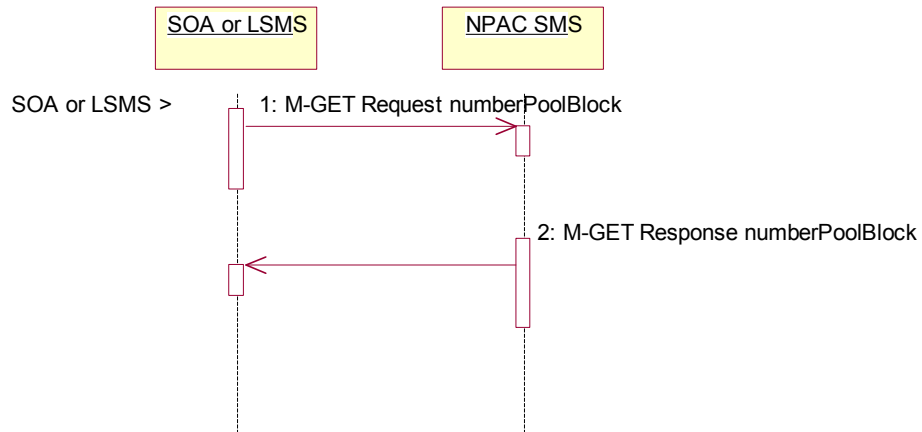 SOA or LSMS
NPAC SMS
SOA or LSMS >
1: M-GET Request numberPoolBlock
2: M-GET Response numberPoolBlock